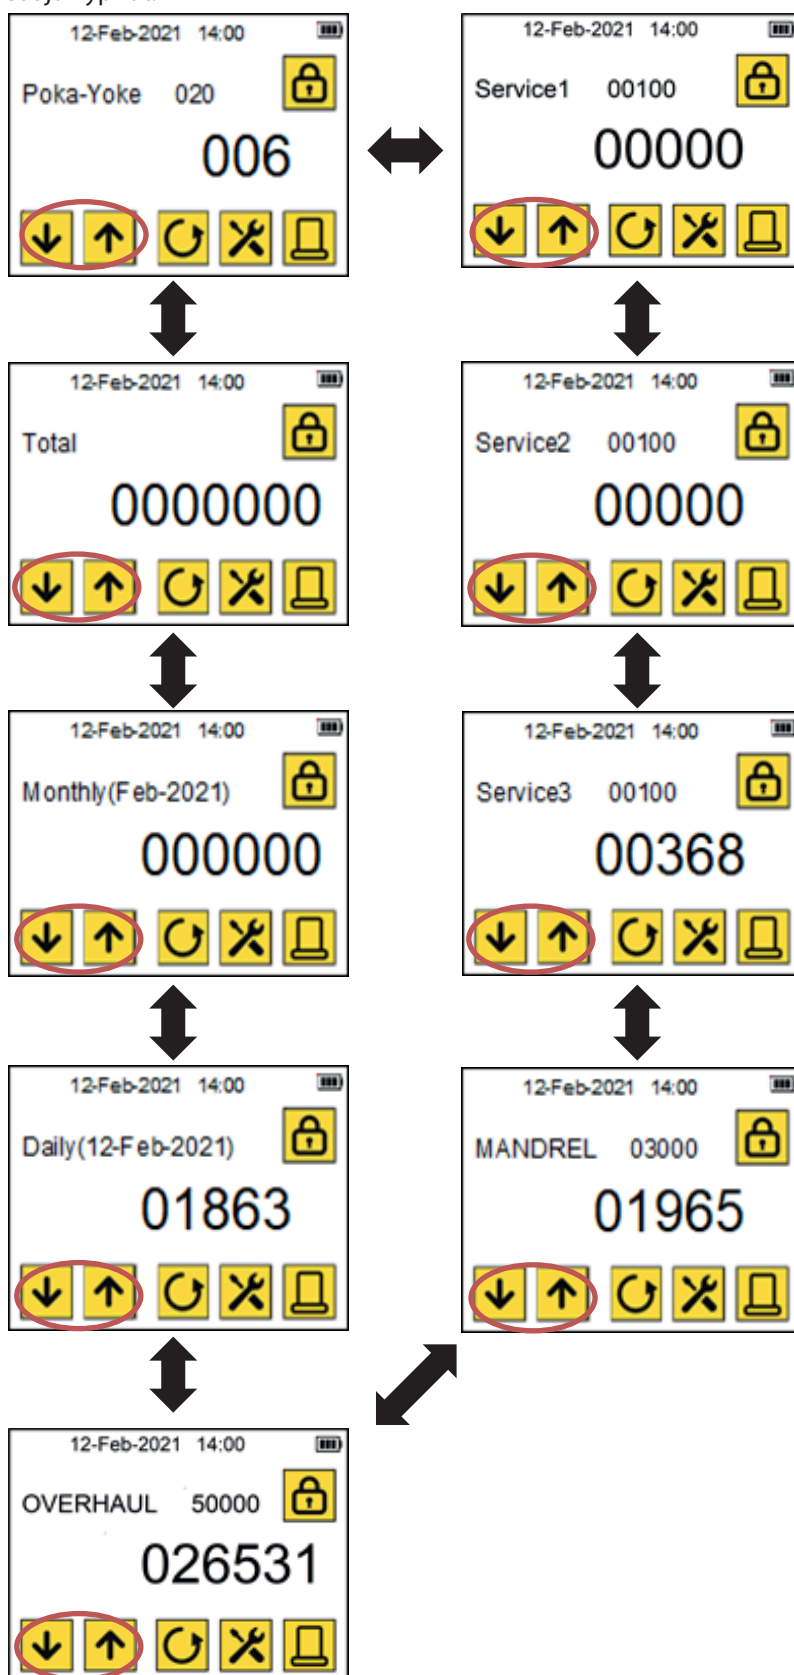 12-Feb-2021 14:00
Poka-Yoke 020
006
12-Feb-2021 14:00
Service1 00100
00000
12-Feb-2021 14:00
Total
0000000
12-Feb-2021 14:00
Service2 00100
00000
12-Feb-2021 14:00
Monthly(Feb-2021)
000000
12-Feb-2021 14:00
Service3 00100
00368
12-Feb-2021 14:00
Daily(12-Feb-2021)
01863
12-Feb-2021 14:00
MANDREL 03000
01965
12-Feb-2021 14:00
OVERHAUL 50000
026531